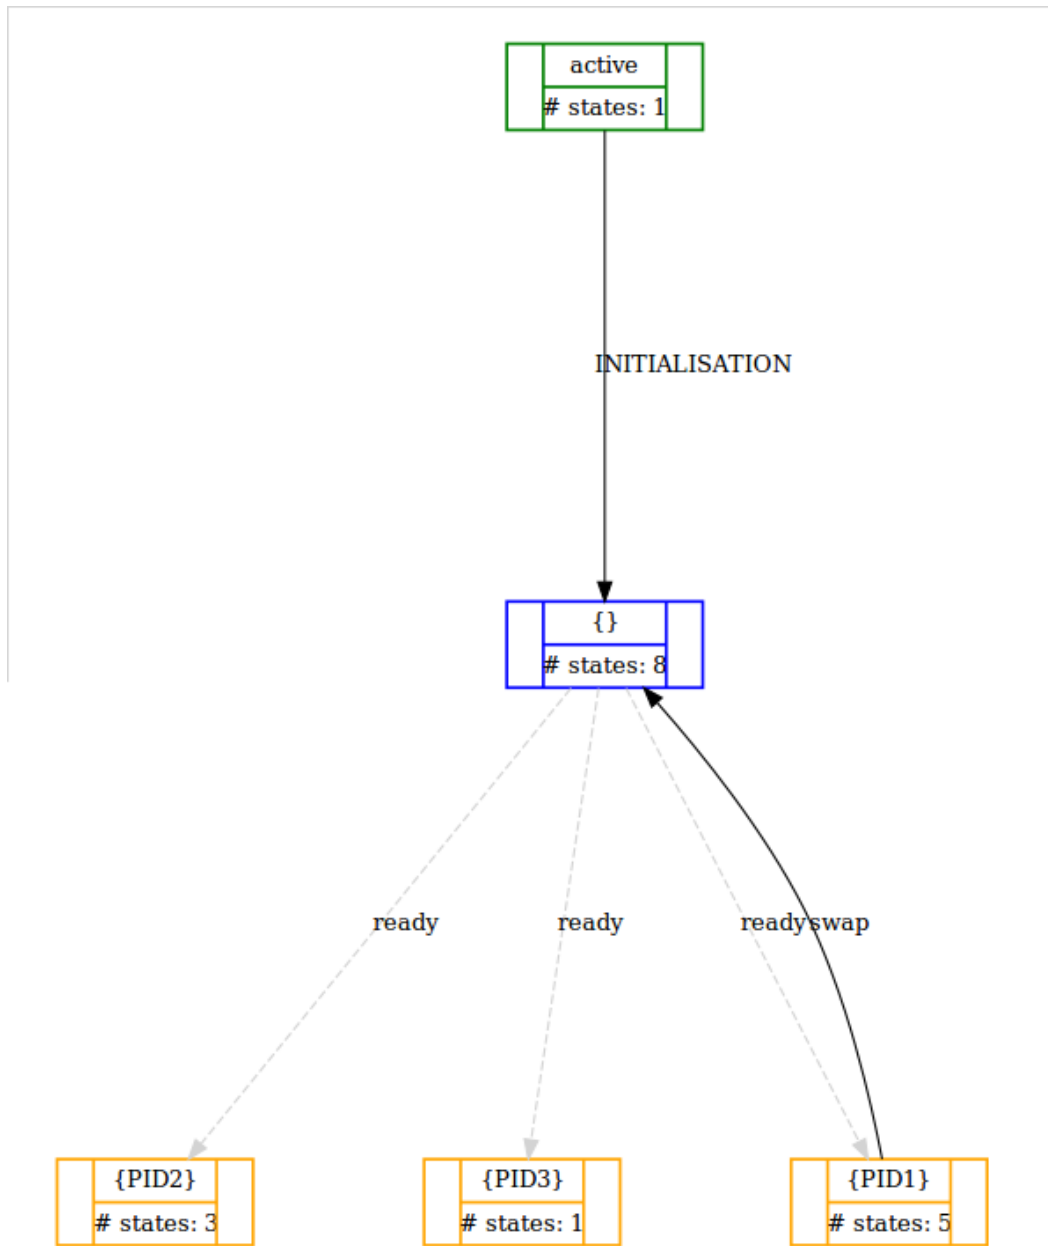 active
# states: 1
INITIALISATION
{}
# states: 8
ready
ready
ready
swap
{PID2}
# states: 3
{PID3}
# states: 1
{PID1}
# states: 5